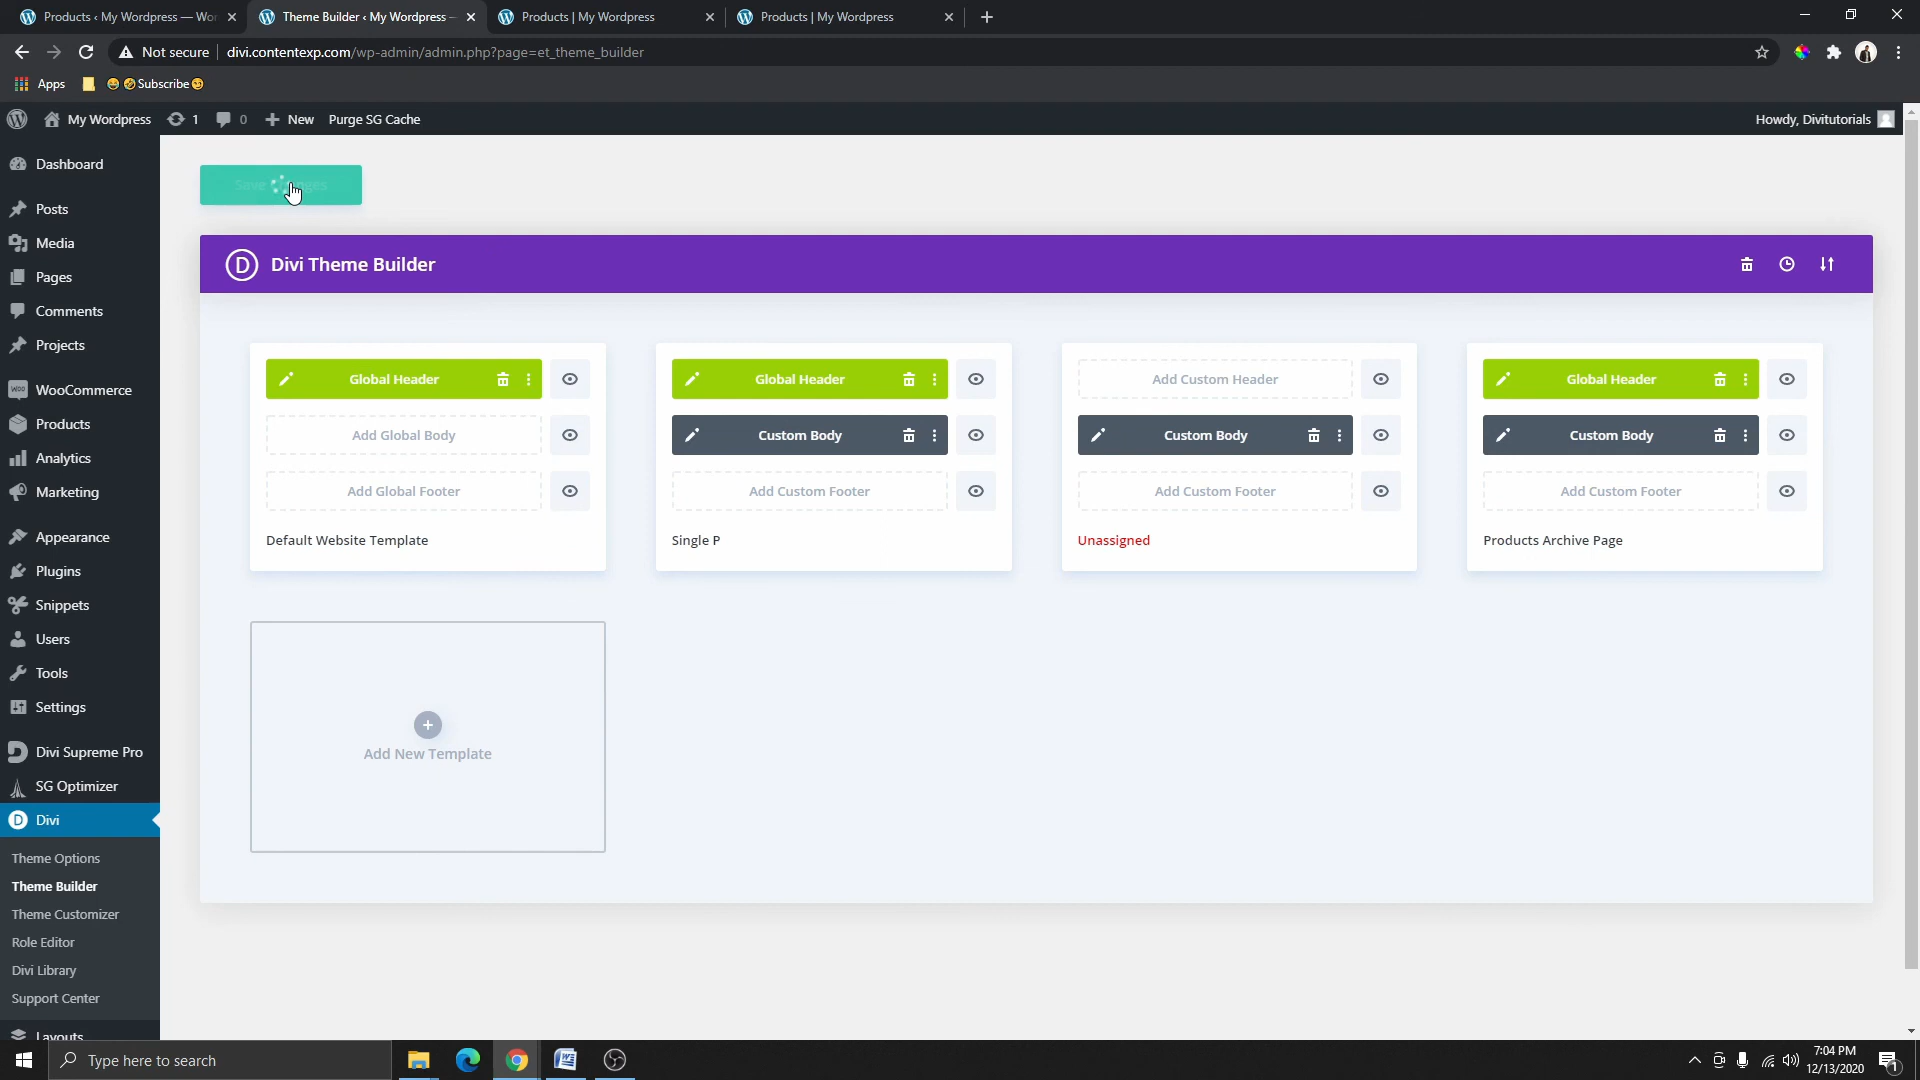 Products ‹ My Wordpress — Wor
Theme Builder ‹ My Wordpress —
Products | My Wordpress
Products | My Wordpress
Not secure
divi.contentexp.com/wp-admin/admin.php?page=et_theme_builder
Apps
Subscribe
My Wordpress
1
0
New
Purge SG Cache
Howdy, Divitutorials
Dashboard
Posts
Media
Pages
Comments
Projects
WooCommerce
Products
Analytics
Marketing
Appearance
Plugins
Snippets
Users
Tools
Settings
Divi Supreme Pro
SG Optimizer
Divi
Theme Options
Theme Builder
Theme Customizer
Role Editor
Divi Library
Support Center
Layouts
Save Changes
Divi Theme Builder
Global Header
Add Global Body
Add Global Footer
Default Website Template
Global Header
Custom Body
Add Custom Footer
Single P
Add Custom Header
Custom Body
Add Custom Footer
Unassigned
Global Header
Custom Body
Add Custom Footer
Products Archive Page
Add New Template
Type here to search
7:04 PM
12/13/2020
1